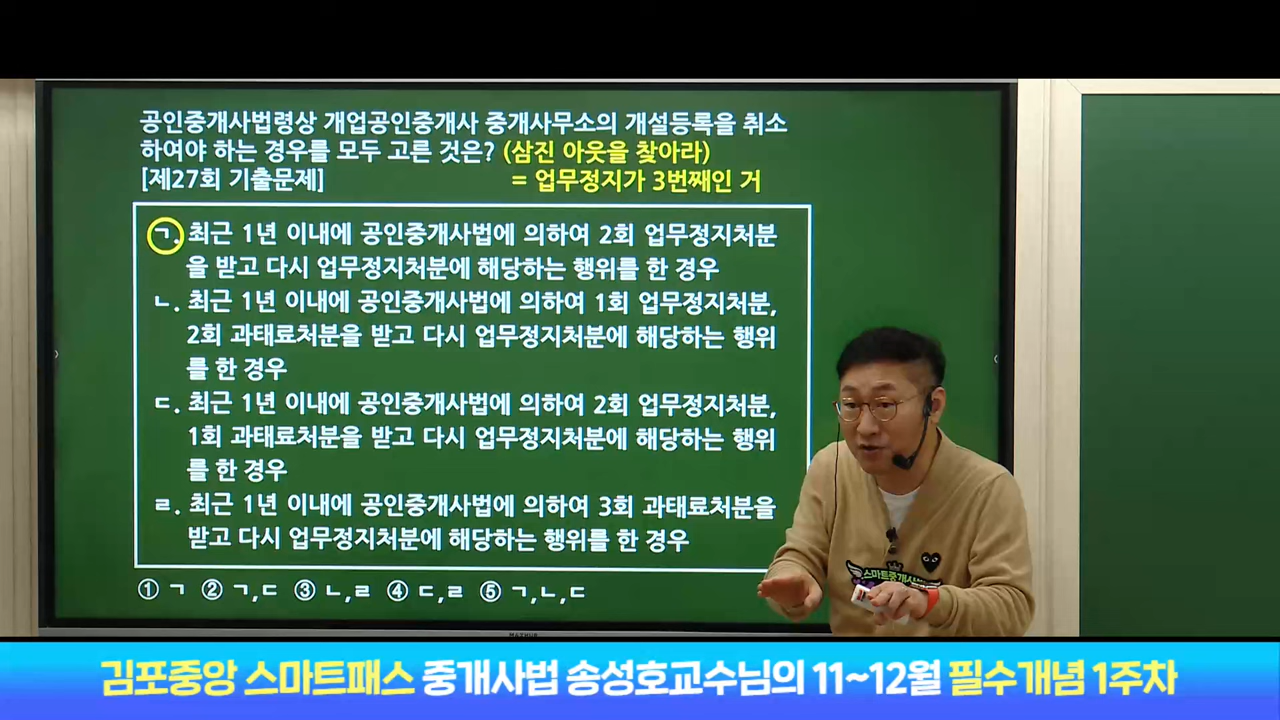 공인중개사법령상 개업공인중개사 중개사무소의 개설등록을 취소
하여야 하는 경우를 모두 고른 것은? (삼진 아웃을 찾아라)
[제27회 기출문제] = 업무정지가 3번째인 거
ㄱ. 최근 1년 이내에 공인중개사법에 의하여 2회 업무정지처분
을 받고 다시 업무정지처분에 해당하는 행위를 한 경우
ㄴ. 최근 1년 이내에 공인중개사법에 의하여 1회 업무정지처분,
2회 과태료처분을 받고 다시 업무정지처분에 해당하는 행위
를 한 경우
ㄷ. 최근 1년 이내에 공인중개사법에 의하여 2회 업무정지처분,
1회 과태료처분을 받고 다시 업무정지처분에 해당하는 행위
를 한 경우
ㄹ. 최근 1년 이내에 공인중개사법에 의하여 3회 과태료처분을
받고 다시 업무정지처분에 해당하는 행위를 한 경우
① ㄱ ② ㄱ,ㄷ ③ ㄴ,ㄹ ④ ㄷ,ㄹ ⑤ ㄱ,ㄴ,ㄷ
김포중앙 스마트패스 중개사법 송성호교수님의 11~12월 필수개념 1주차